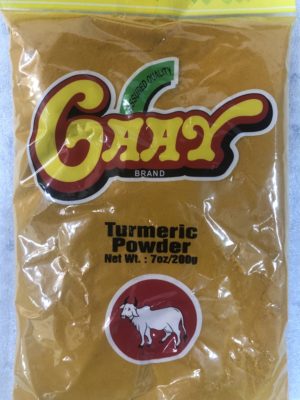 ASSURED QUALITY
GAAY
BRAND
Turmeric
Powder
Net Wt. : 7oz/200g